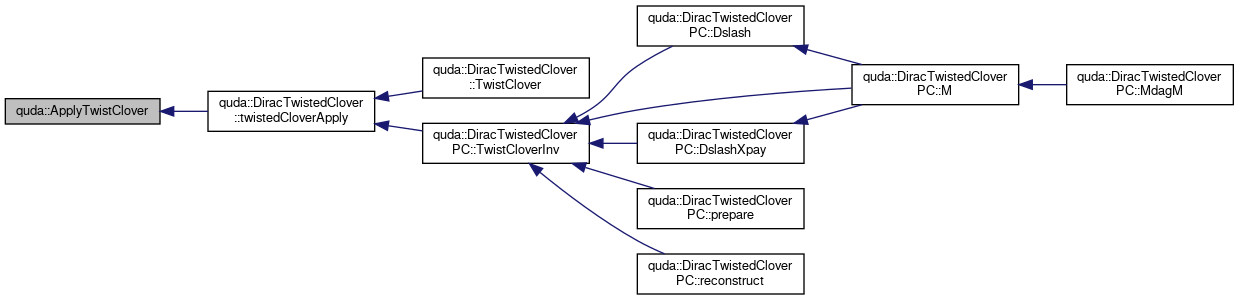 quda::ApplyTwistClover
quda::DiracTwistedClover
::twistedCloverApply
quda::DiracTwistedClover
::TwistClover
quda::DiracTwistedClover
PC::TwistCloverInv
quda::DiracTwistedClover
PC::Dslash
quda::DiracTwistedClover
PC::DslashXpay
quda::DiracTwistedClover
PC::prepare
quda::DiracTwistedClover
PC::reconstruct
quda::DiracTwistedClover
PC::M
quda::DiracTwistedClover
PC::MdagM